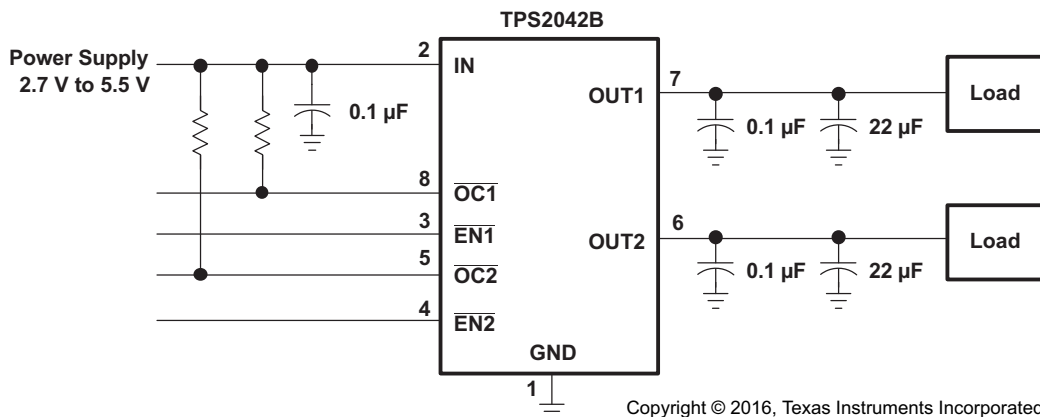 TPS2042B
Power Supply
2.7 V to 5.5 V
2
IN
0.1 µF
8
OC1
3
EN1
5
OC2
4
EN2
GND
1
OUT1
7
0.1 µF
22 µF
Load
OUT2
6
0.1 µF
22 µF
Load
Copyright © 2016, Texas Instruments Incorporated